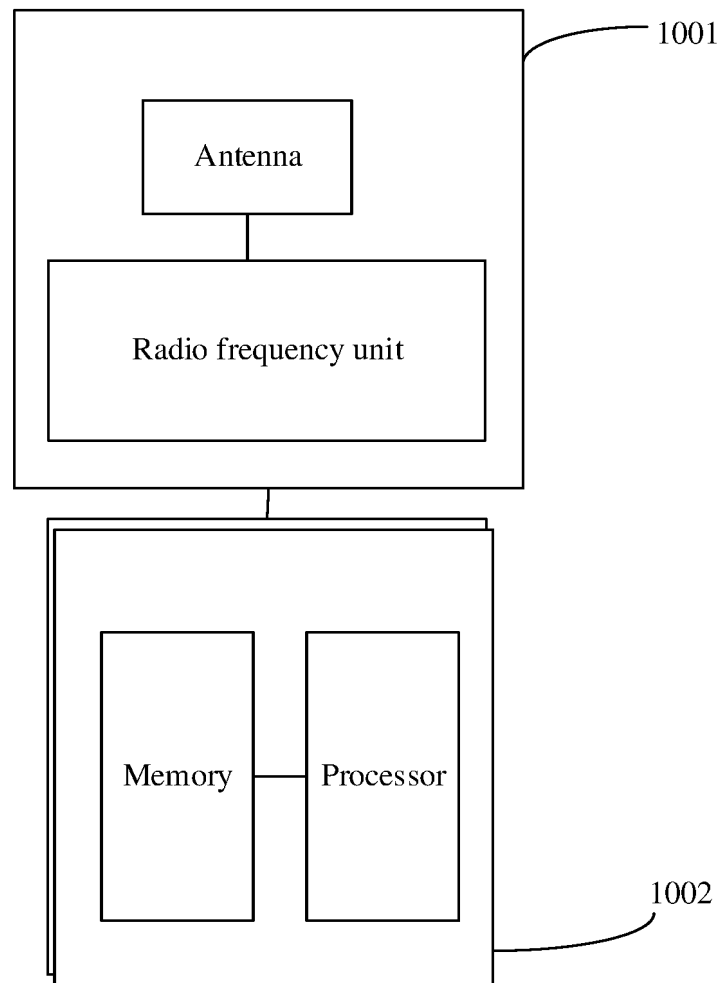 1001
Antenna
Radio frequency unit
Memory
Processor
1002